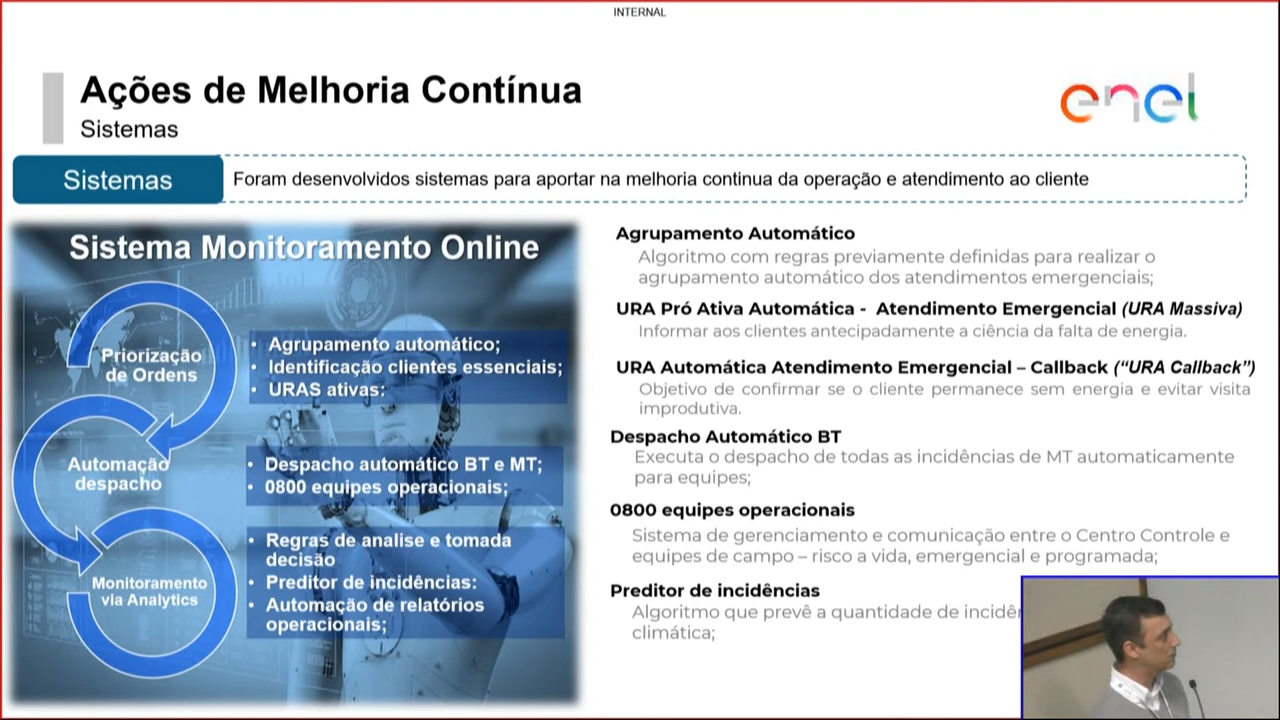 INTERNAL
Ações de Melhoria Contínua
Sistemas
enel
Sistemas
Foram desenvolvidos sistemas para aportar na melhoria continua da operação e atendimento ao cliente
Sistema Monitoramento Online
Priorização
de Ordens
• Agrupamento automático;
• Identificação clientes essenciais;
• URAS ativas:
Automação
despacho
• Despacho automático BT e MT;
• 0800 equipes operacionais;
Monitoramento
via Analytics
• Regras de analise e tomada
decisão
• Preditor de incidências:
• Automação de relatórios
operacionais;
Agrupamento Automático
Algoritmo com regras previamente definidas para realizar o
agrupamento automático dos atendimentos emergenciais;
URA Pró Ativa Automática - Atendimento Emergencial (URA Massiva)
Informar aos clientes antecipadamente a ciência da falta de energia.
URA Automática Atendimento Emergencial – Callback (“URA Callback”)
Objetivo de confirmar se o cliente permanece sem energia e evitar visita
improdutiva.
Despacho Automático BT
Executa o despacho de todas as incidências de MT automaticamente
para equipes;
0800 equipes operacionais
Sistema de gerenciamento e comunicação entre o Centro Controle e
equipes de campo – risco a vida, emergencial e programada;
Preditor de incidências
Algoritmo que prevê a quantidade de
climática;